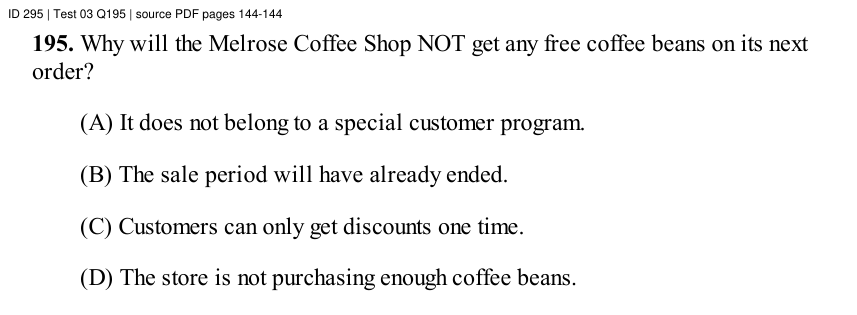 ID 295 | Test 03 Q195 | source PDF pages 144-144
195. Why will the Melrose Coffee Shop NOT get any free coffee beans on its next
order?
(A) It does not belong to a special customer program.
(B) The sale period will have already ended.
(C) Customers can only get discounts one time.
(D) The store is not purchasing enough coffee beans.